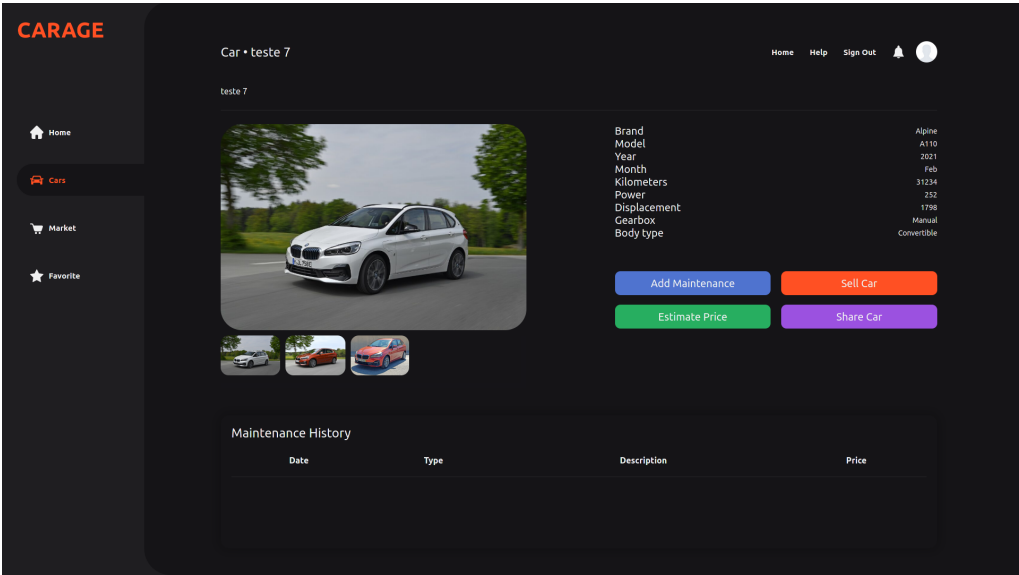 CARAGE
Car • teste 7
Home Help Sign Out
teste 7
Home
Cars
Market
Favorite
Brand Alpine
Model A110
Year 2021
Month Feb
Kilometers 31234
Power 252
Displacement 1798
Gearbox Manual
Body type Convertible
Add Maintenance Sell Car
Estimate Price Share Car
Maintenance History
Date Type Description Price